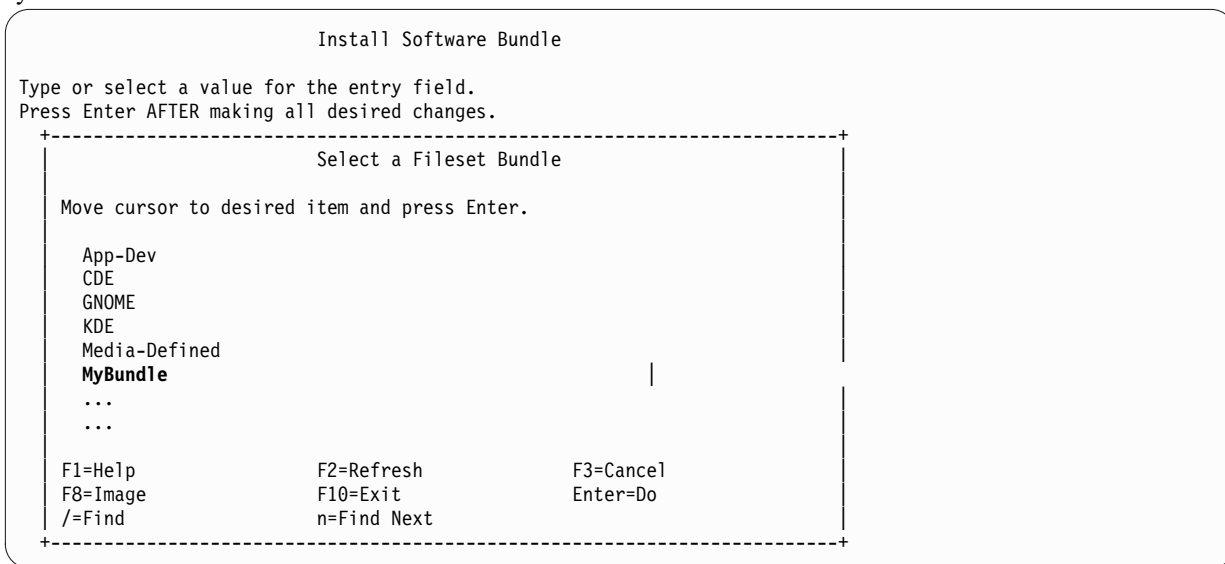 Install Software Bundle
Type or select a value for the entry field.
Press Enter AFTER making all desired changes.
+--------------------------------------------------------------------------+
| Select a Fileset Bundle |
| Move cursor to desired item and press Enter. |
| App-Dev |
| CDE |
| GNOME |
| KDE |
| Media-Defined |
| MyBundle |
| ... |
| ... |
| F1=Help F2=Refresh F3=Cancel |
| F8=Image F10=Exit Enter=Do |
| /=Find n=Find Next |
+--------------------------------------------------------------------------+